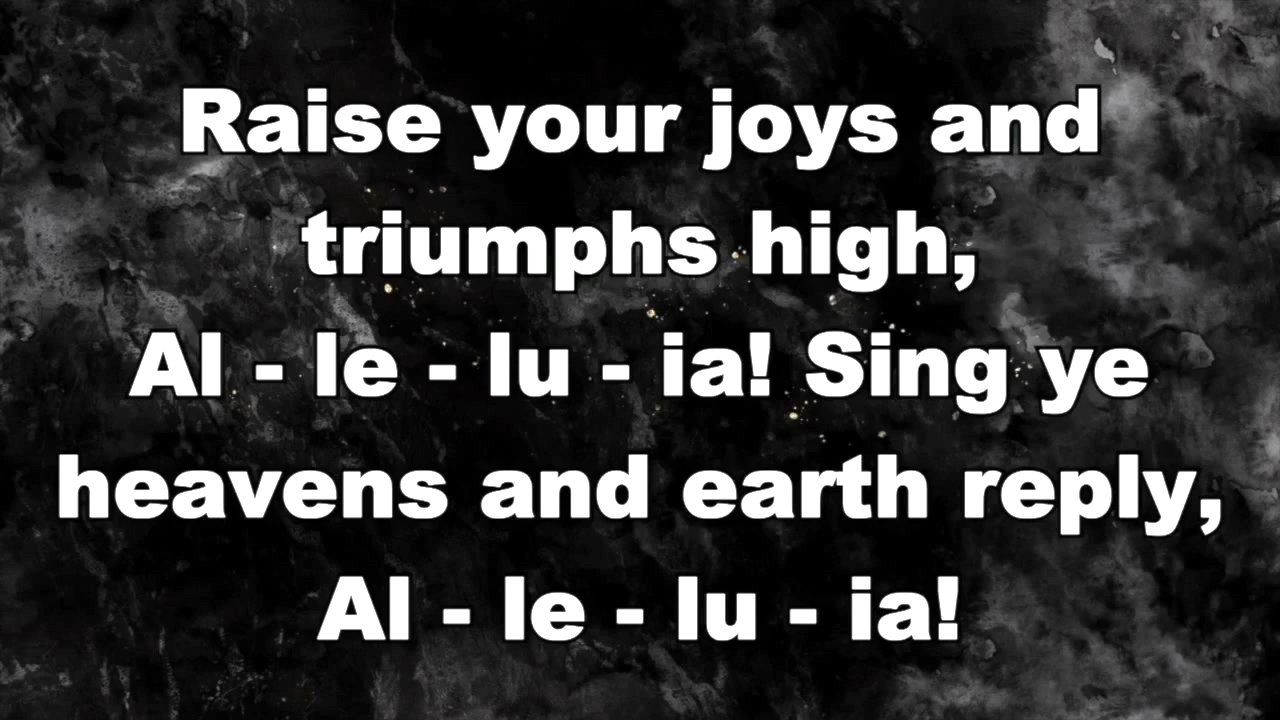 Raise your joys and
triumphs high,
Al - le - lu - ia! Sing ye
heavens and earth reply,
Al - le - lu - ia!